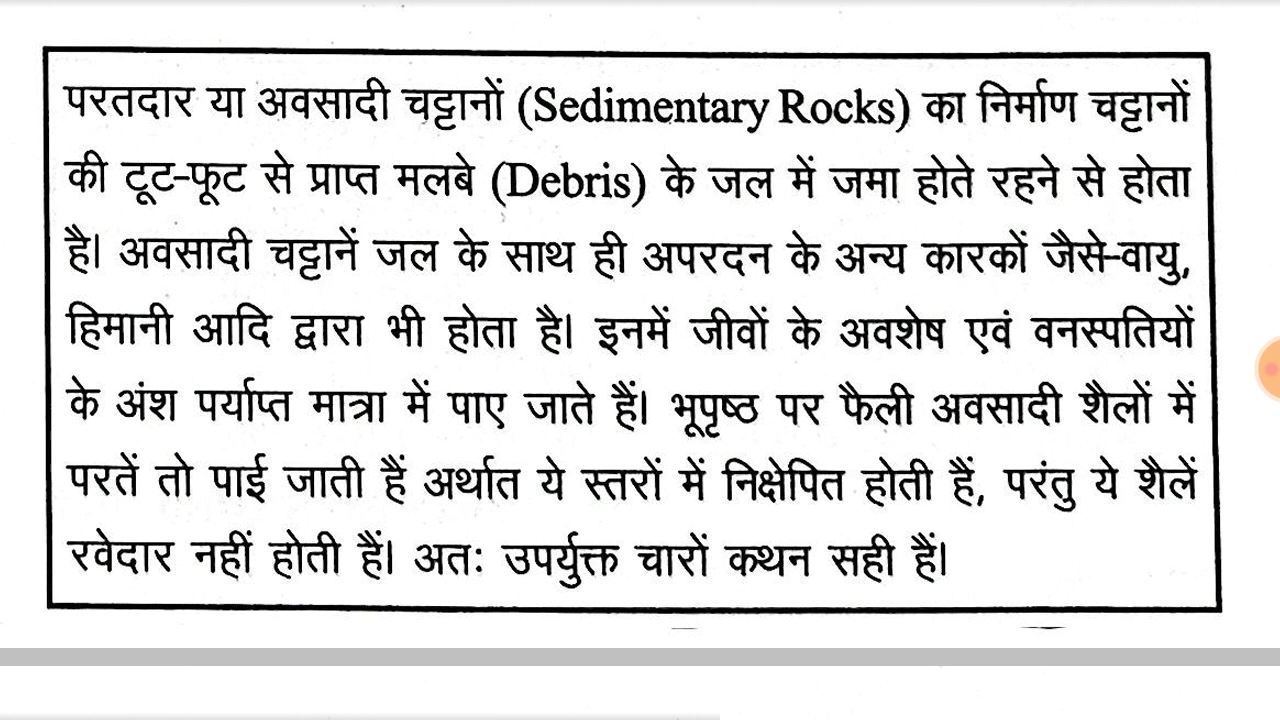 परतदार या अवसादी चट्टानों (Sedimentary Rocks) का निर्माण चट्टानों
की टूट-फूट से प्राप्त मलबे (Debris) के जल में जमा होते रहने से होता
है। अवसादी चट्टानें जल के साथ ही अपरदन के अन्य कारकों जैसे-वायु,
हिमानी आदि द्वारा भी होता है। इनमें जीवों के अवशेष एवं वनस्पतियों
के अंश पर्याप्त मात्रा में पाए जाते हैं। भूपृष्ठ पर फैली अवसादी शैलों में
परतें तो पाई जाती हैं अर्थात ये स्तरों में निक्षेपित होती हैं, परंतु ये शैलें
रवेदार नहीं होती हैं। अतः उपर्युक्त चारों कथन सही हैं।